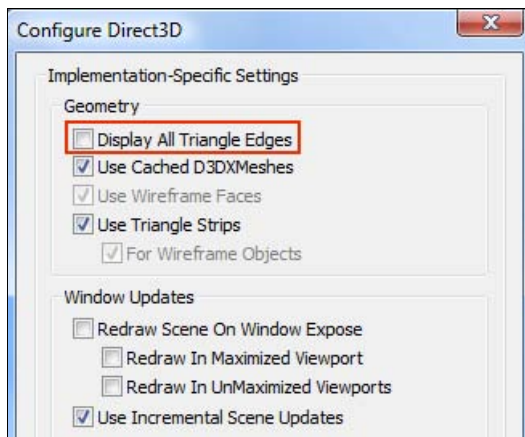 Configure Direct3D
Implementation-Specific Settings
Geometry
Display All Triangle Edges
Use Cached D3DXMeshes
Use Wireframe Faces
Use Triangle Strips
For Wireframe Objects
Window Updates
Redraw Scene On Window Expose
Redraw In Maximized Viewport
Redraw In UnMaximized Viewports
Use Incremental Scene Updates